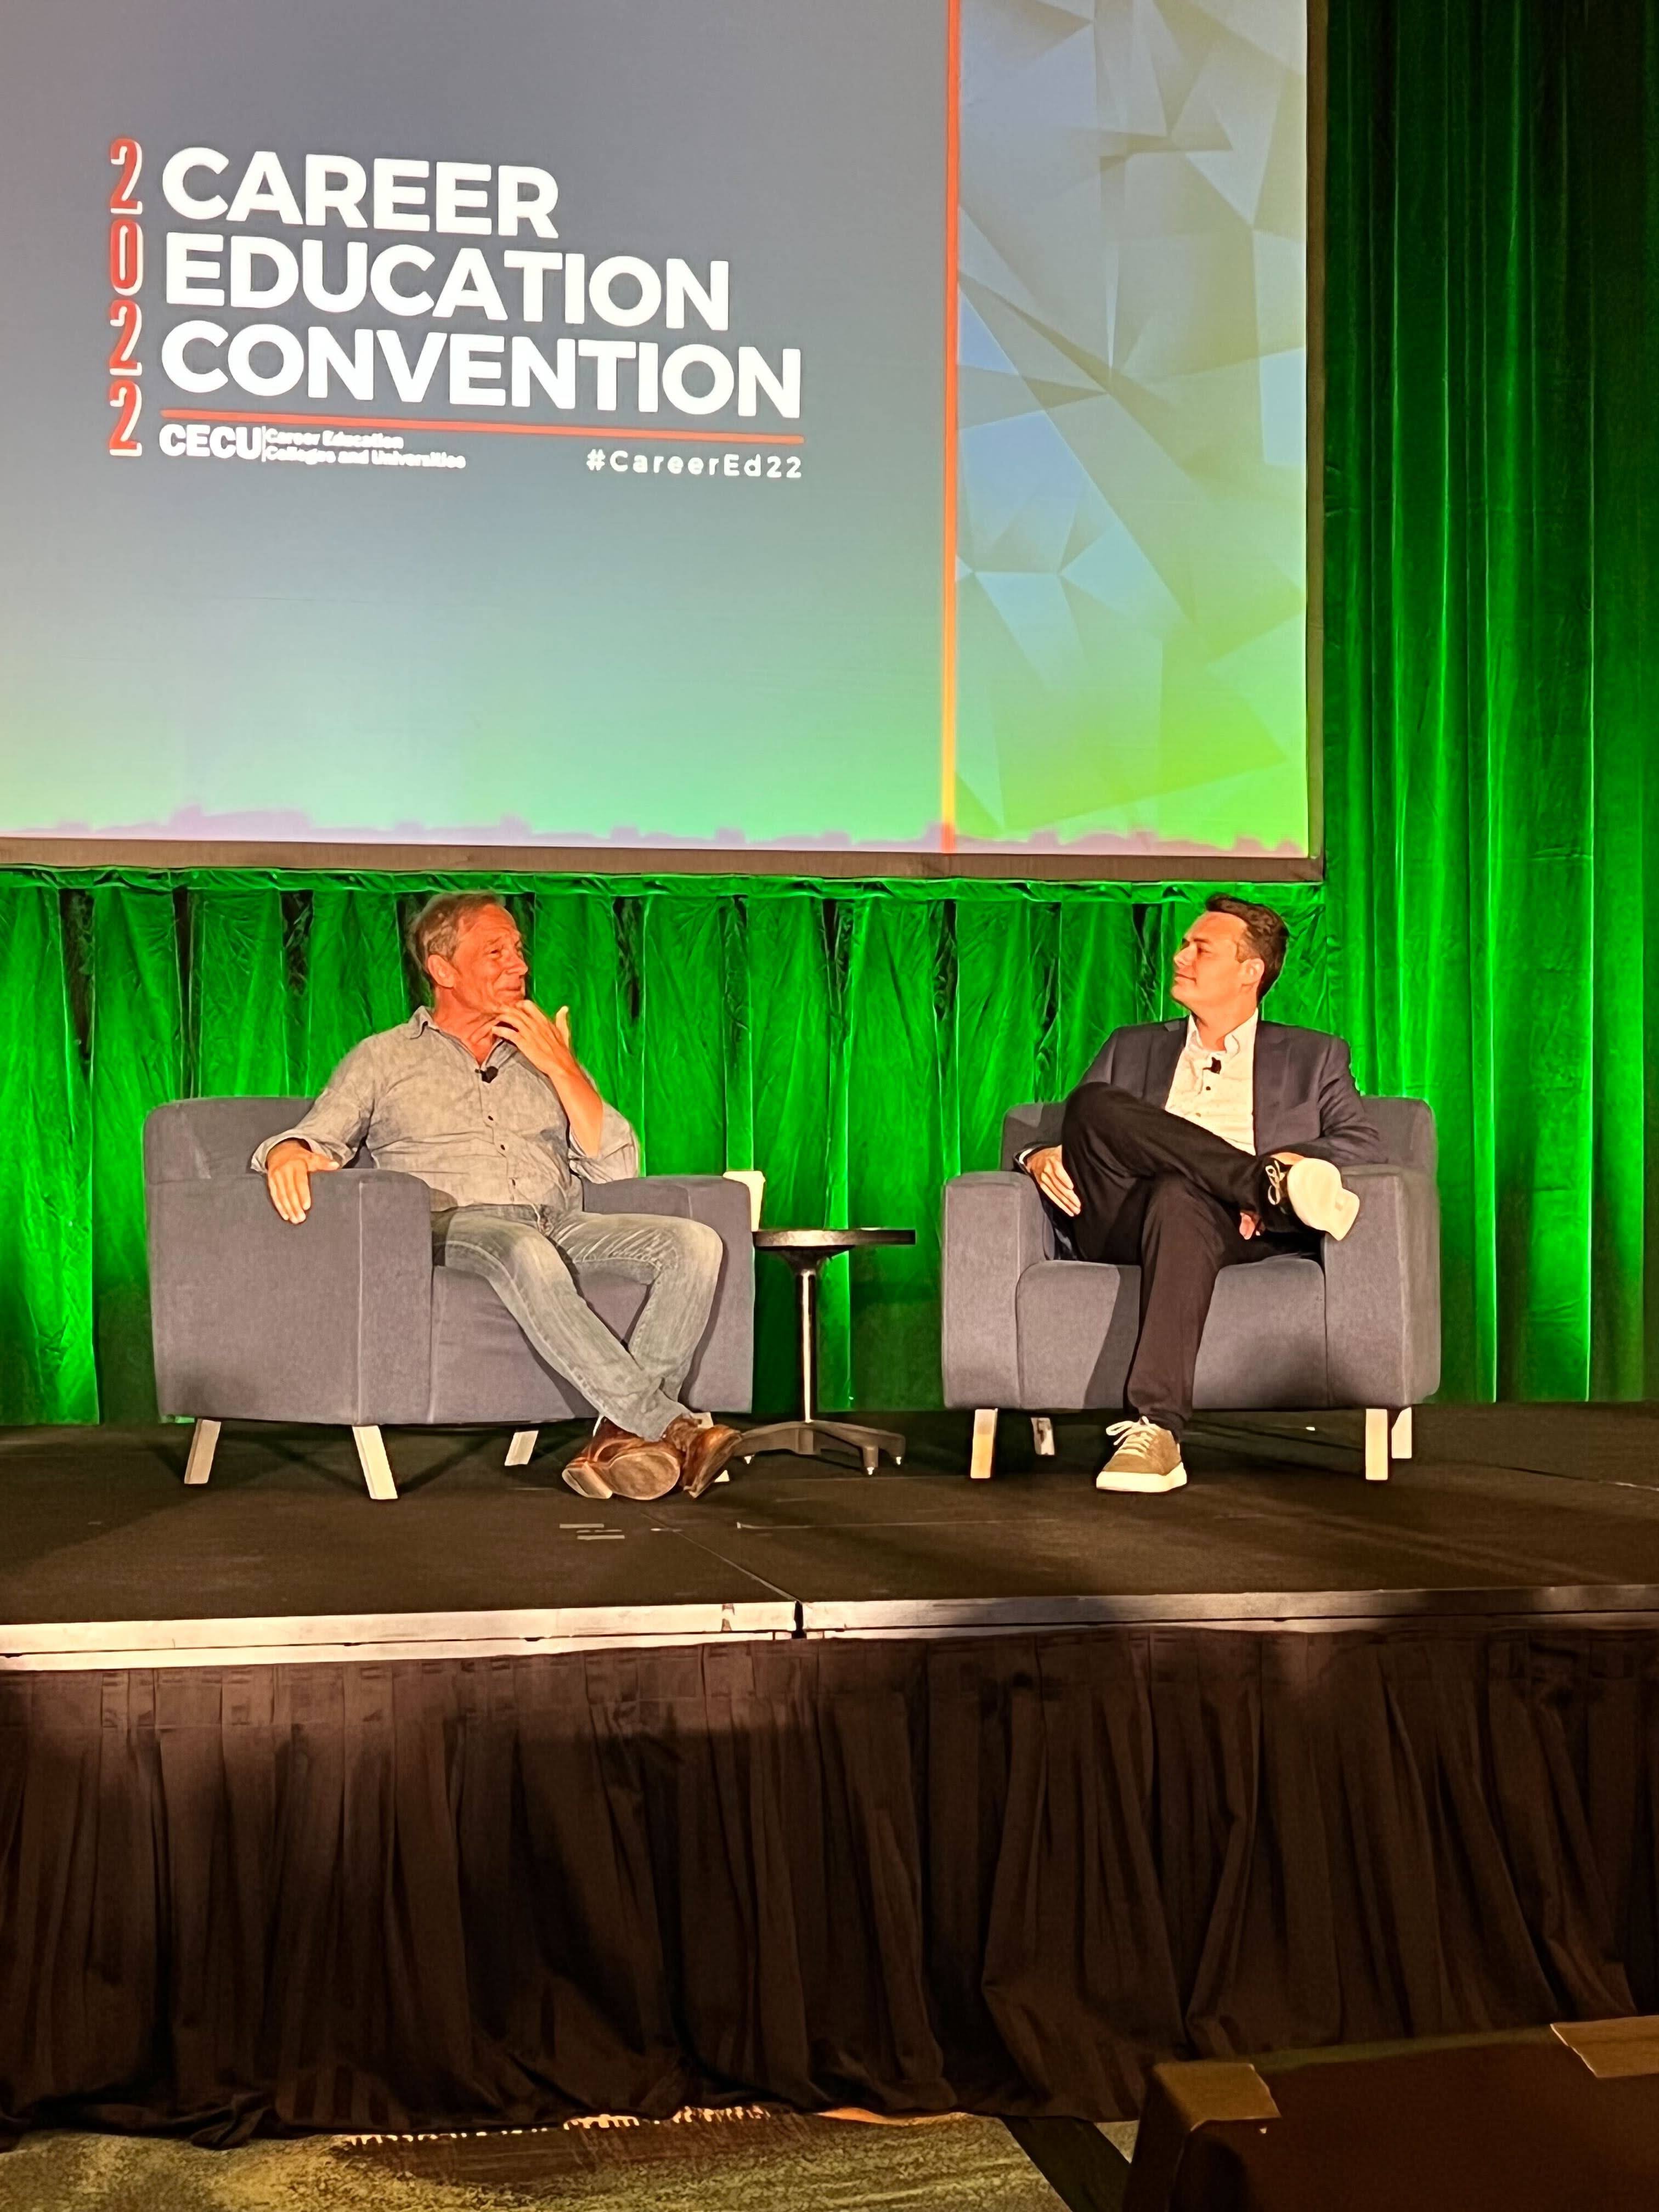 2022
CAREER
EDUCATION
CONVENTION
CECU Career Education
Colleges and Universities
#CareerEd22